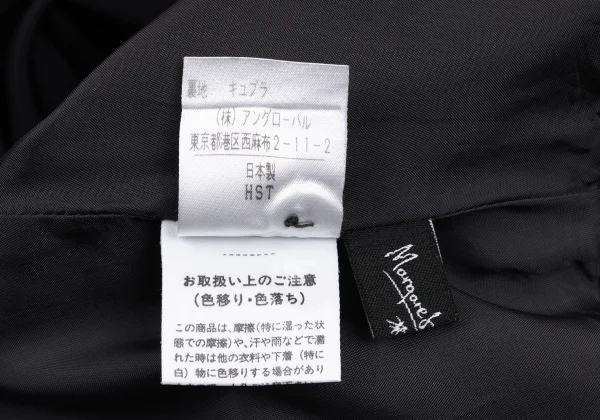 裏地 キュプラ
(株) アングローバル
東京都港区西麻布2-11-2
日本製
HST
お取扱い上のご注意
(色移り・色落ち)
この商品は、摩擦(特に湿った状
態での摩擦)や、汗や雨などで濡
れた時は他の衣料や下着(特に
白)物に色移りする場合があり
Margaret